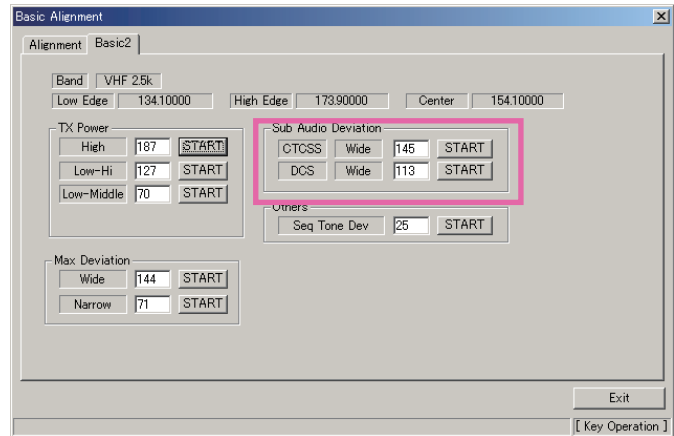 Basic Alignment
Alignment Basic2
Band VHF 2.5k
Low Edge 134.10000 High Edge 173.90000 Center 154.10000
TX Power
High 187 START
Low-Hi 127 START
Low-Middle 70 START
Sub Audio Deviation
CTCSS Wide 145 START
DCS Wide 113 START
Others
Seq Tone Dev 25 START
Max Deviation
Wide 144 START
Narrow 71 START
Exit
[ Key Operation ]